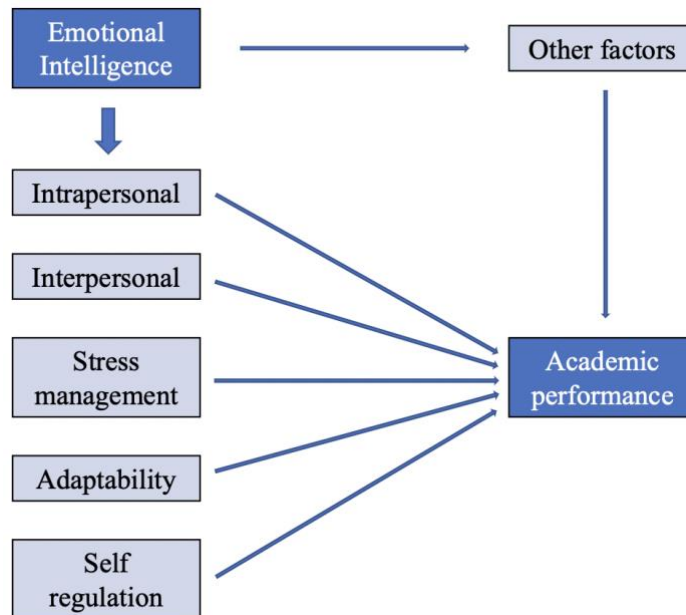 Emotional
Intelligence
Other factors
Intrapersonal
Interpersonal
Stress
management
Academic
performance
Adaptability
Self
regulation